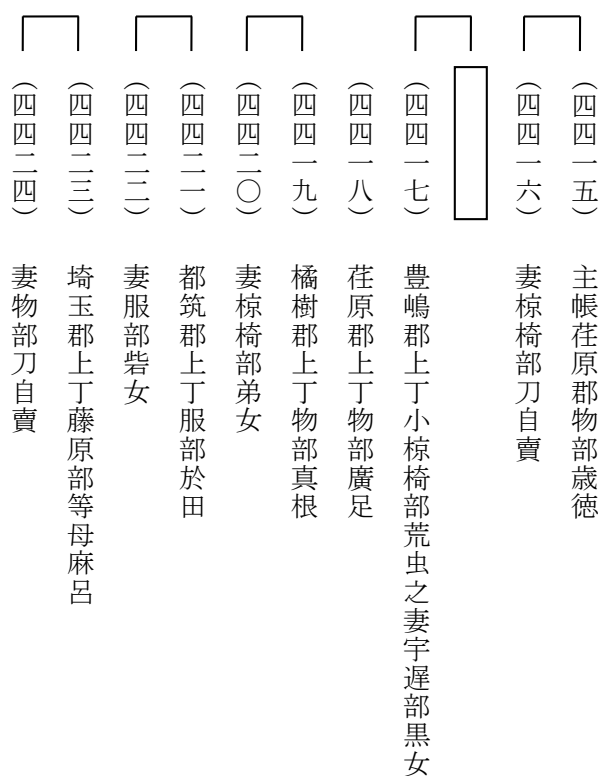 (四四一五) 主帳荏原郡物部歳徳
(四四一六) 妻椋椅部刀自賣
(四四一七) 豊嶋郡上丁小椋椅部荒虫之妻宇遅部黒女
(四四一八) 荏原郡上丁物部廣足
(四四一九) 橘樹郡上丁物部真根
(四四二〇) 妻椋椅部弟女
(四四二一) 都筑郡上丁服部於田
(四四二二) 妻服部呰女
(四四二三) 埼玉郡上丁藤原部等母麻呂
(四四二四) 妻物部刀自賣